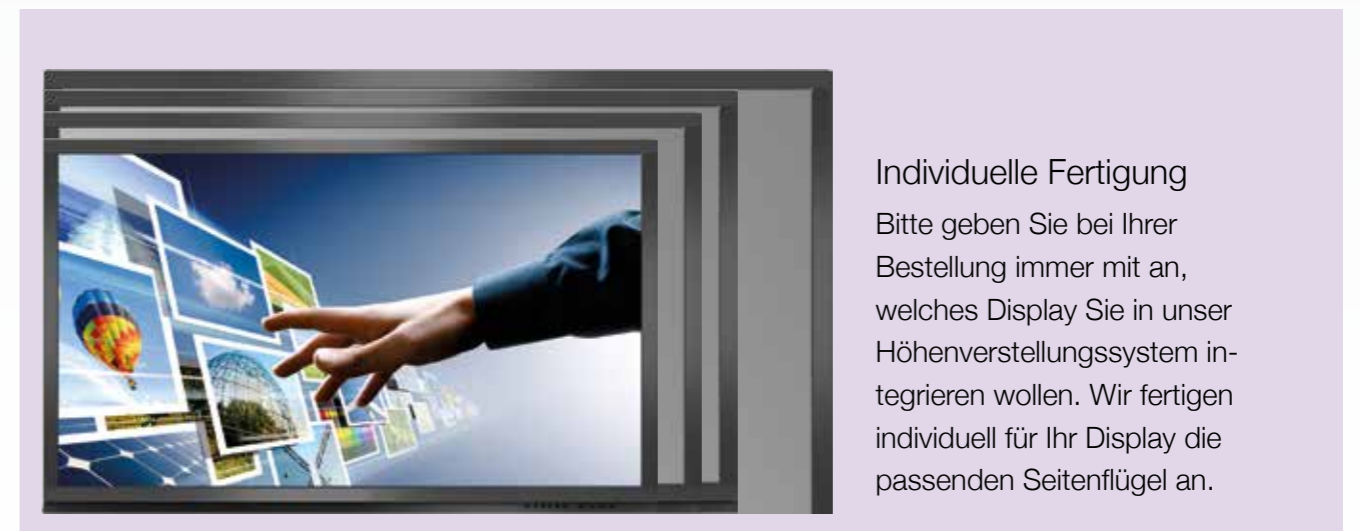 Individuelle Fertigung
Bitte geben Sie bei Ihrer
Bestellung immer mit an,
welches Display Sie in unser
Höhenverstellungssystem in-
tegrieren wollen. Wir fertigen
individuell für Ihr Display die
passenden Seitenflügel an.